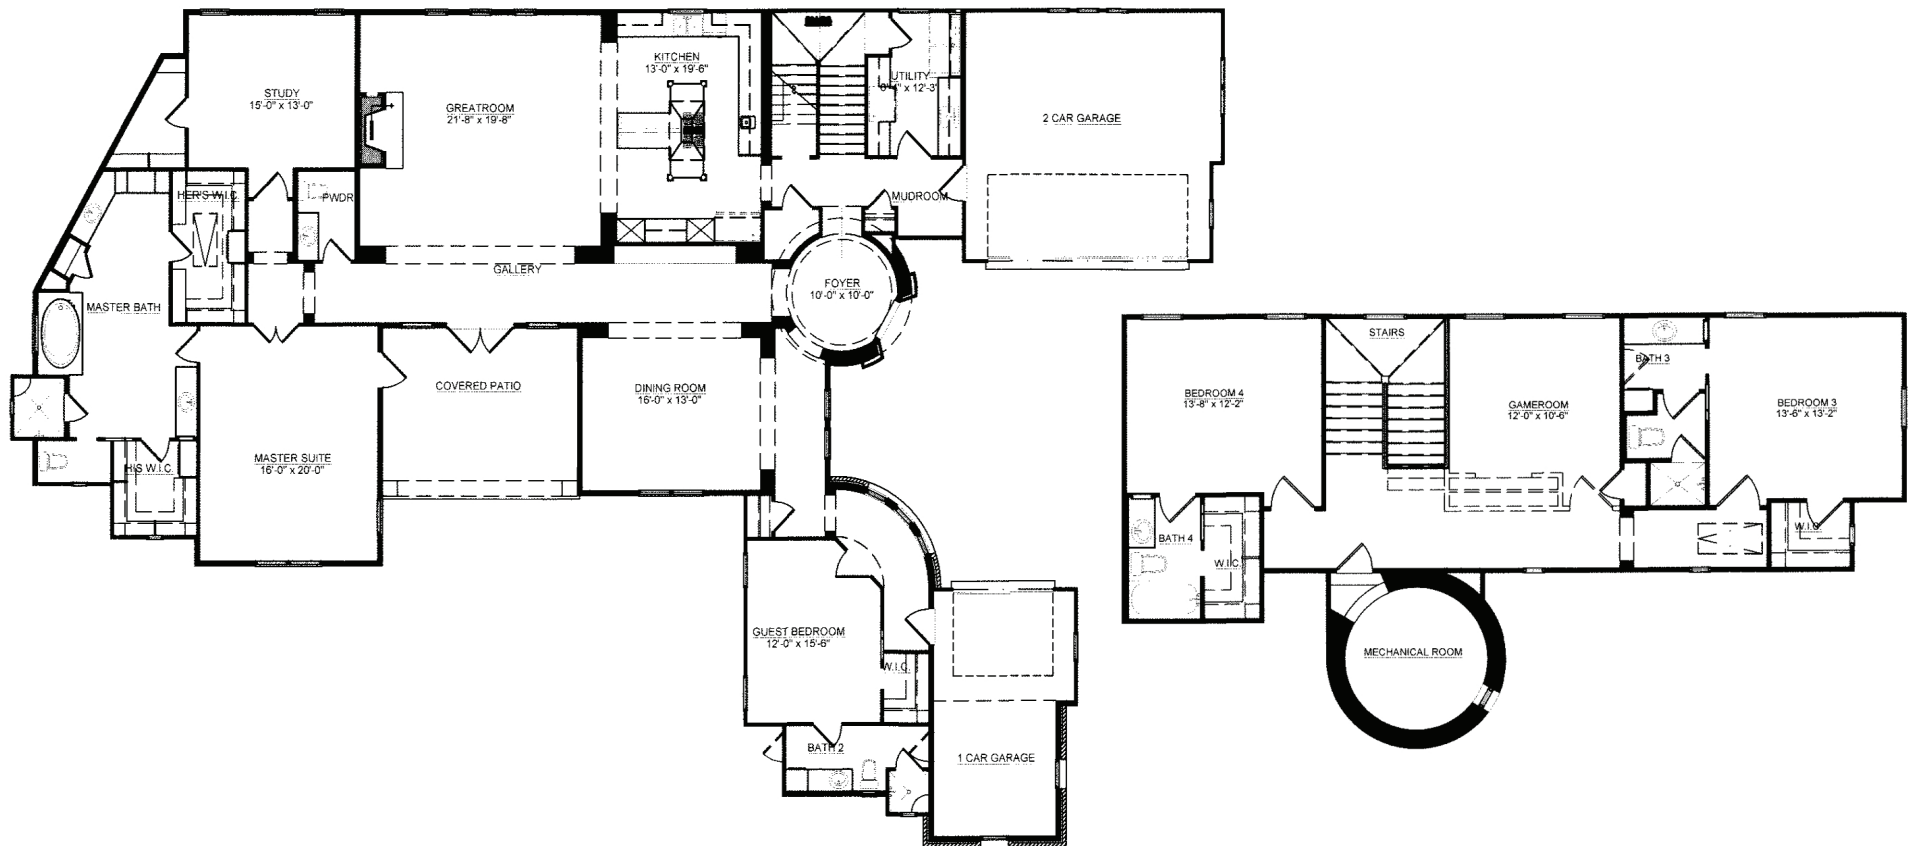 STUDY
15'-0" x 13'-0"
GREATROOM
21'-8" x 19'-8"
KITCHEN
13'-0" x 19'-6"
UTILITY
x 12'-3"
2 CAR GARAGE
HER'S W.I.C.
PWDR
MUDROOM
GALLERY
FOYER
10'-0" x 10'-0"
MASTER BATH
COVERED PATIO
DINING ROOM
16'-0" x 13'-0"
MASTER SUITE
16'-0" x 20'-0"
HIS W.I.C.
GUEST BEDROOM
12'-0" x 15'-6"
W.I.C.
BATH 2
1 CAR GARAGE
STAIRS
BEDROOM 4
13'-8" x 12'-2"
GAMEROOM
12'-0" x 10'-6"
BATH 3
BEDROOM 3
13'-6" x 13'-2"
BATH 4
W.I.C.
W.I.C.
MECHANICAL ROOM